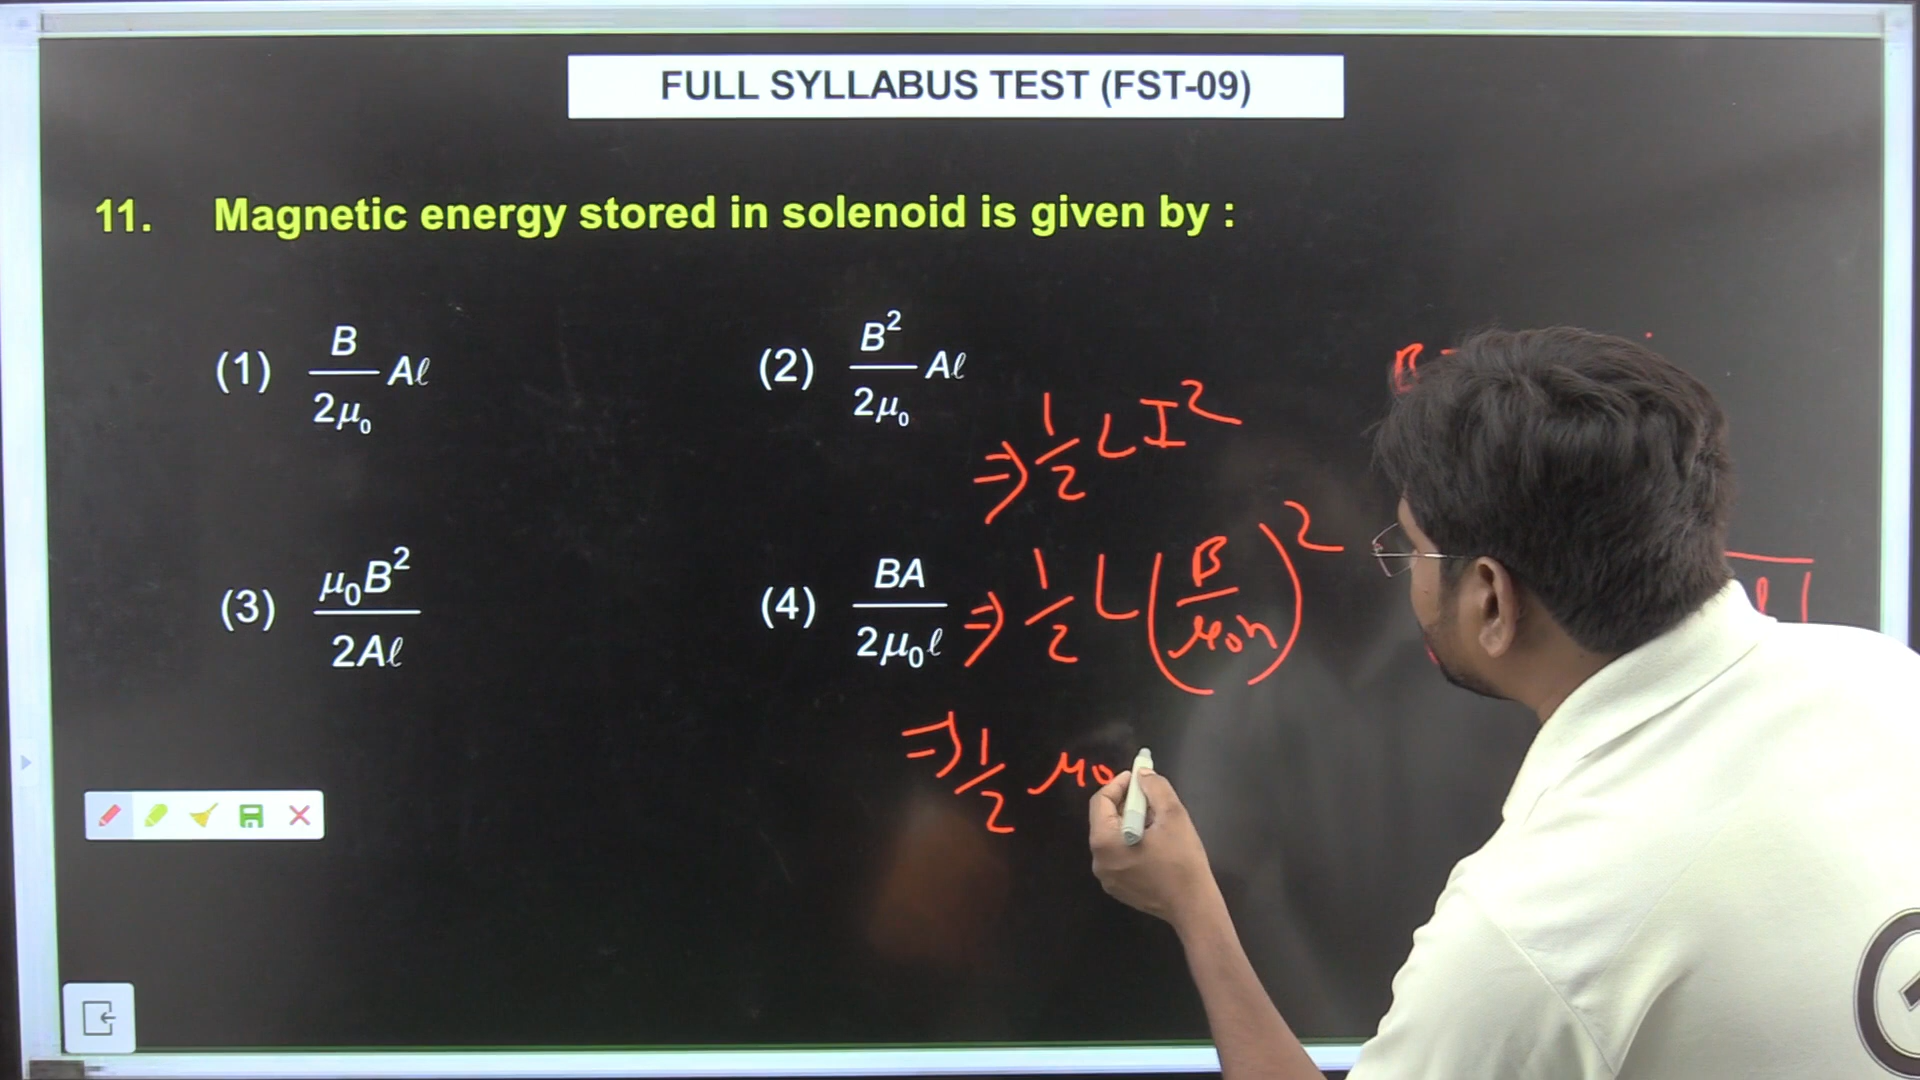 FULL SYLLABUS TEST (FST-09)
11. Magnetic energy stored in solenoid is given by :
(1) B/2μ₀ Aℓ
(2) B²/2μ₀ Aℓ
⇒ 1/2 L I²
(3) μ₀B²/2Aℓ
(4) BA/2μ₀ℓ
⇒ 1/2 L (B/μ₀n)²
⇒ 1/2 μ₀
B